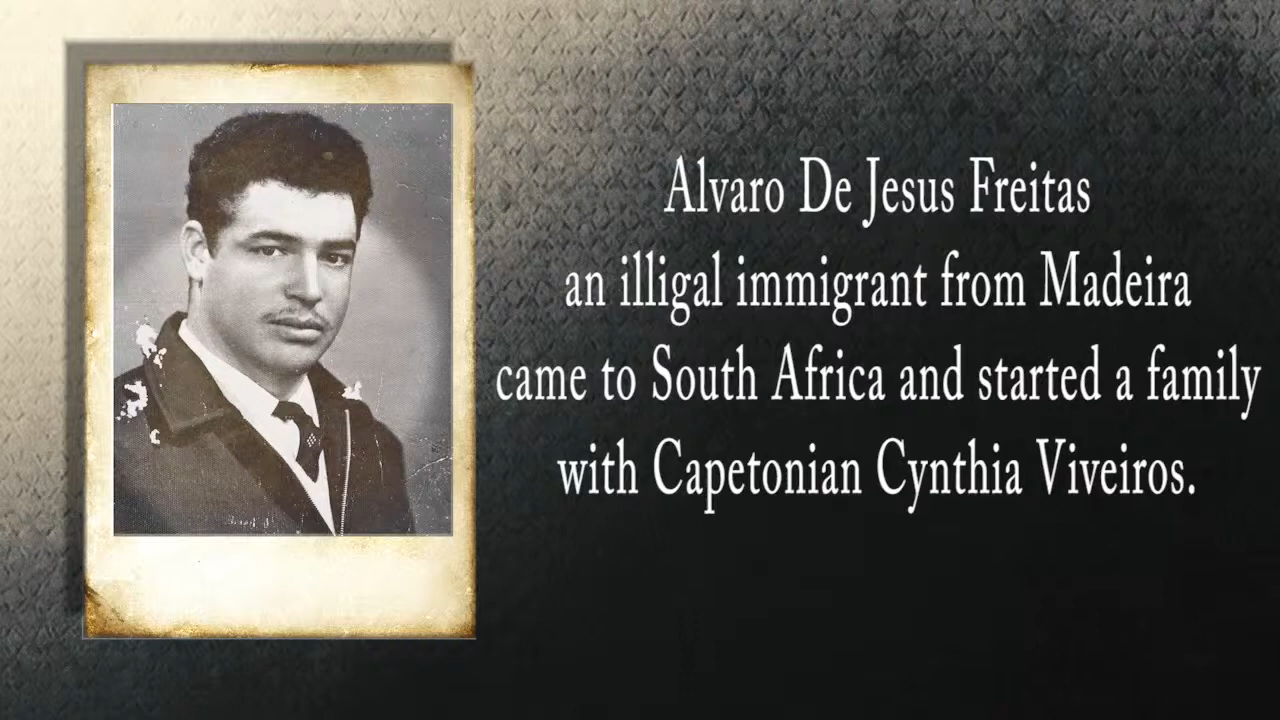 Alvaro De Jesus Freitas
an illigal immigrant from Madeira
came to South Africa and started a family
with Capetonian Cynthia Viveiros.